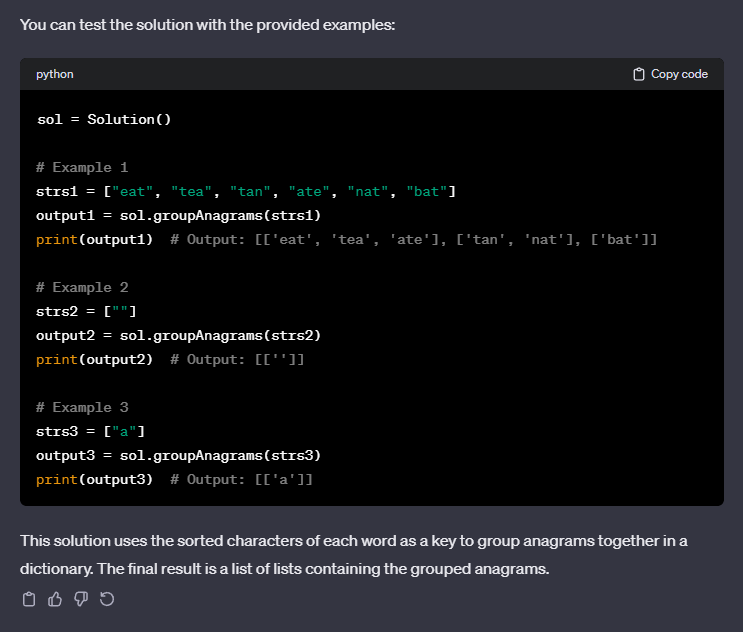 You can test the solution with the provided examples:
python
Copy code
sol = Solution()
# Example 1
strs1 = ["eat", "tea", "tan", "ate", "nat", "bat"]
output1 = sol.groupAnagrams(strs1)
print(output1)  # Output: [['eat', 'tea', 'ate'], ['tan', 'nat'], ['bat']]
# Example 2
strs2 = [""]
output2 = sol.groupAnagrams(strs2)
print(output2)  # Output: [['']]
# Example 3
strs3 = ["a"]
output3 = sol.groupAnagrams(strs3)
print(output3)  # Output: [['a']]
This solution uses the sorted characters of each word as a key to group anagrams together in a
dictionary. The final result is a list of lists containing the grouped anagrams.